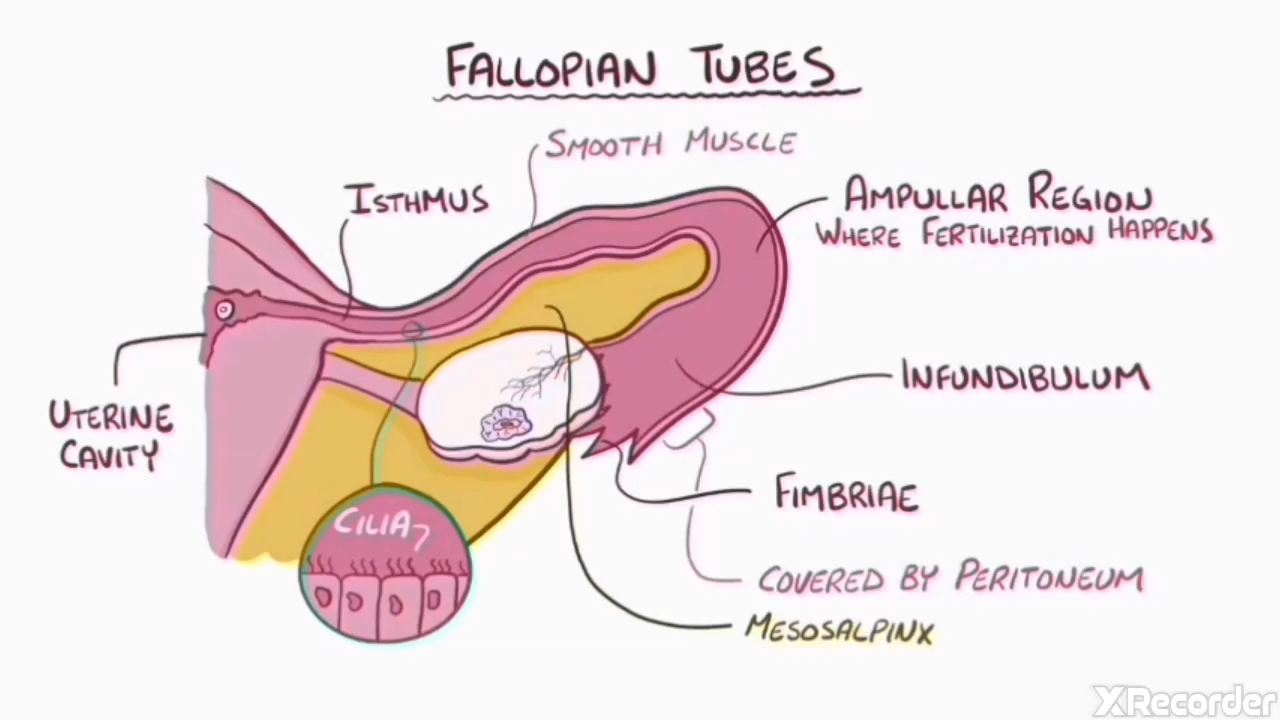 FALLOPIAN TUBES
SMOOTH MUSCLE
ISTHMUS
AMPULLAR REGION
WHERE FERTILIZATION HAPPENS
INFUNDIBULUM
UTERINE
CAVITY
FIMBRIAE
CILIA
COVERED BY PERITONEUM
MESOSALPINX
XRecorder